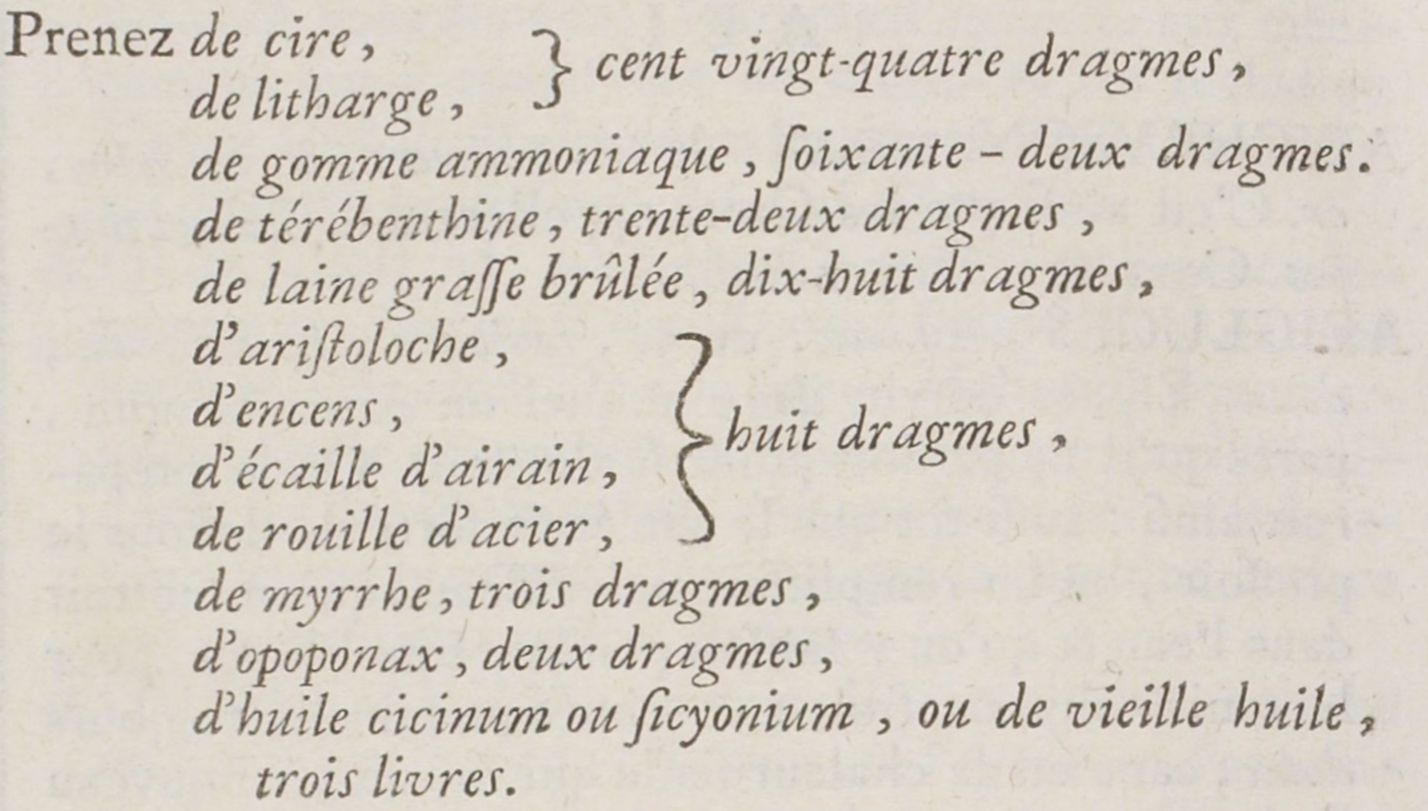 Prenez de cire,
de litharge, } cent vingt-quatre dragmes,
de gomme ammoniaque, ſoixante-deux dragmes.
de térébenthine, trente-deux dragmes,
de laine graſſe brûlée, dix-huit dragmes,
d'ariſtoloche,
d'encens,
d'écaille d'airain,
de rouille d'acier, } huit dragmes,
de myrrhe, trois dragmes,
d'opoponax, deux dragmes,
d'huile cicinum ou ſicyonium, ou de vieille huile,
trois livres.